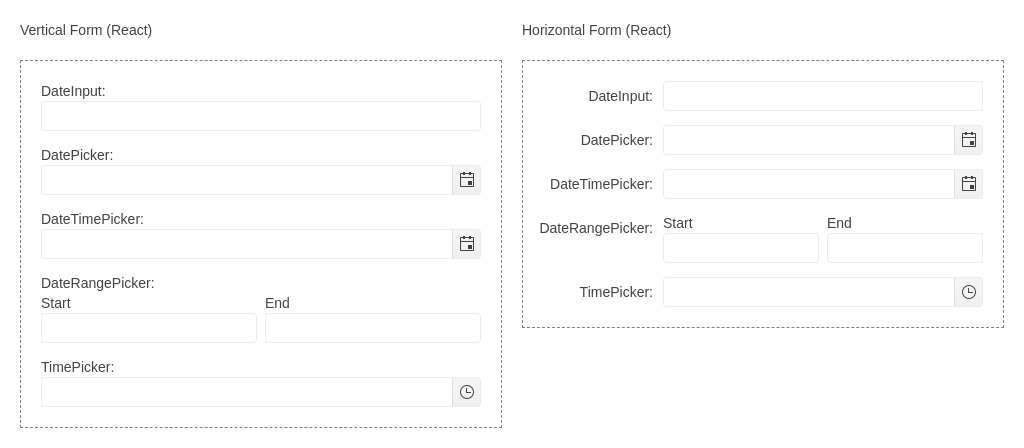 Vertical Form (React)
DateInput:
DatePicker:
DateTimePicker:
DateRangePicker:
Start End
TimePicker:
Horizontal Form (React)
DateInput:
DatePicker:
DateTimePicker:
DateRangePicker: Start End
TimePicker: